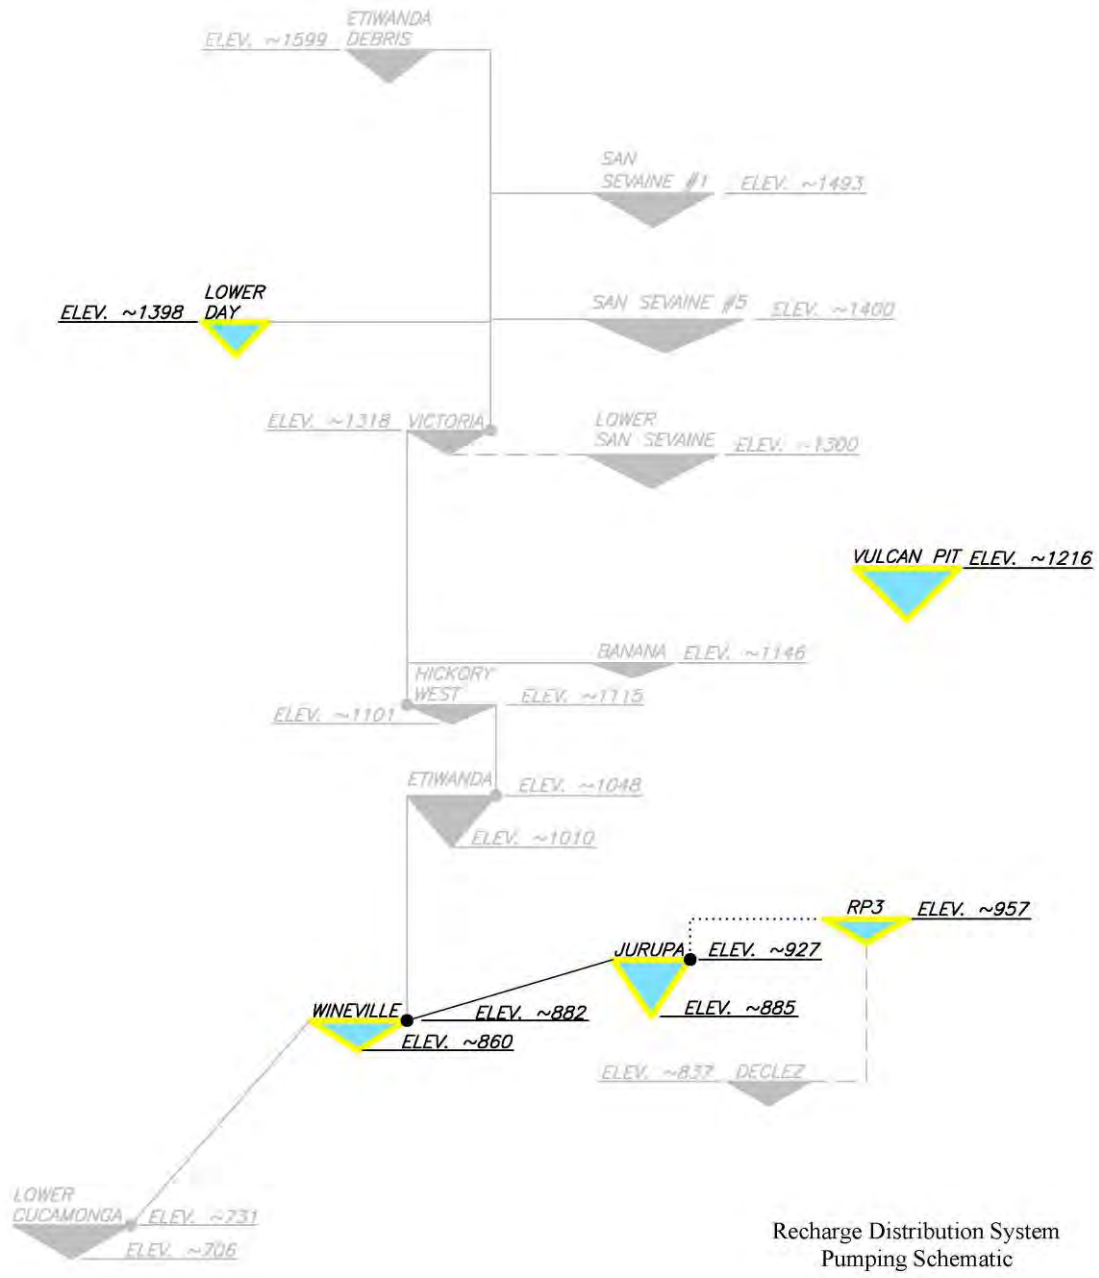 ETIWANDA
DEBRIS
ELEV. ~1599
SAN
SEVAINE #1
ELEV. ~1493
LOWER
DAY
ELEV. ~1398
SAN SEVAINE #5
ELEV. ~1400
ELEV. ~1318
VICTORIA
LOWER
SAN SEVAINE
ELEV. ~1300
VULCAN PIT
ELEV. ~1216
BANANA
ELEV. ~1146
HICKORY
WEST
ELEV. ~1115
ELEV. ~1101
ETIWANDA
ELEV. ~1048
ELEV. ~1010
RP3
ELEV. ~957
JURUPA
ELEV. ~927
ELEV. ~885
WINEVILLE
ELEV. ~882
ELEV. ~860
ELEV. ~837
DECLEZ
LOWER
CUCAMONGA
ELEV. ~731
ELEV. ~706
Recharge Distribution System
Pumping Schematic